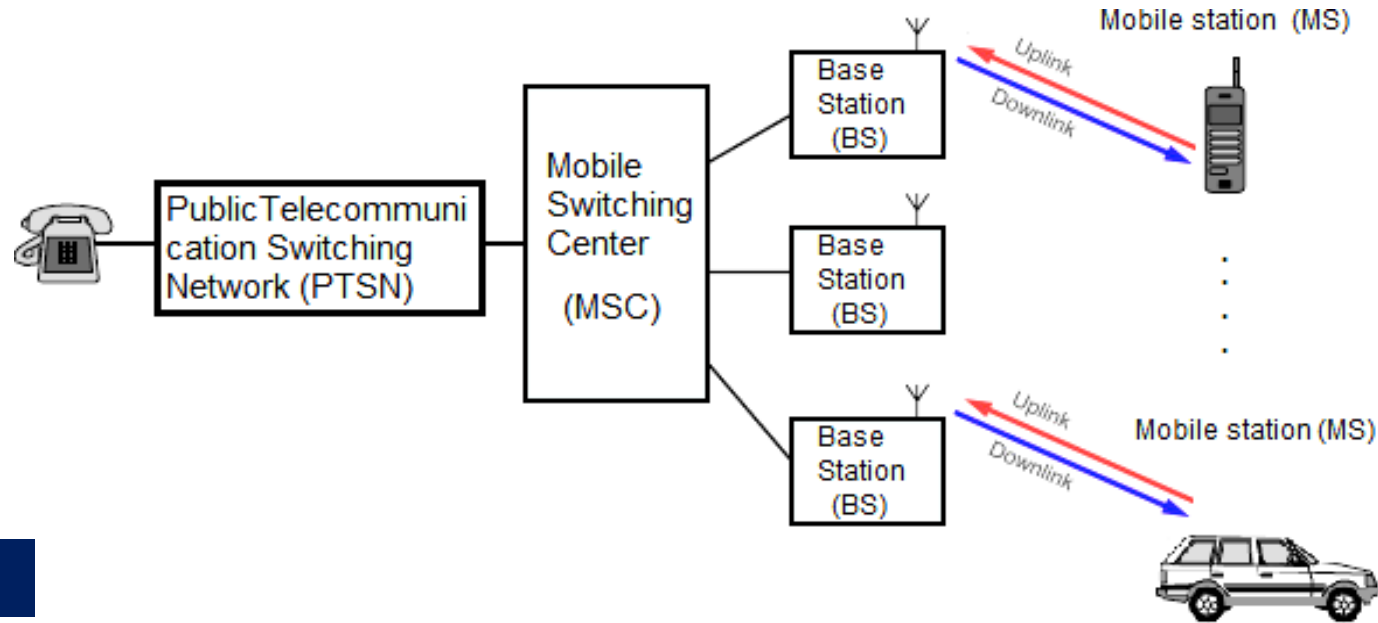 Mobile station (MS)
Base
Station
(BS)
Uplink
Downlink
Mobile
Switching
Center
(MSC)
PublicTelecommuni
cation Switching
Network (PTSN)
Base
Station
(BS)
Base
Station
(BS)
Uplink
Downlink
Mobile station (MS)